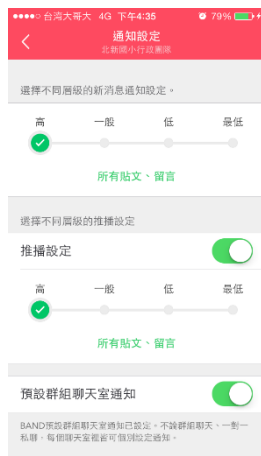 台湾大哥大 4G 下午4:35 79%
通知設定
北新國小行政團隊
選擇不同層級的新消息通知設定。
高 一般 低 最低
所有貼文、留言
選擇不同層級的推播設定
推播設定
高 一般 低 最低
所有貼文、留言
預設群組聊天室通知
BAND預設群組聊天室通知已設定。不論群組聊天、一對一
私聊，每個聊天室裡皆可個別設定通知。